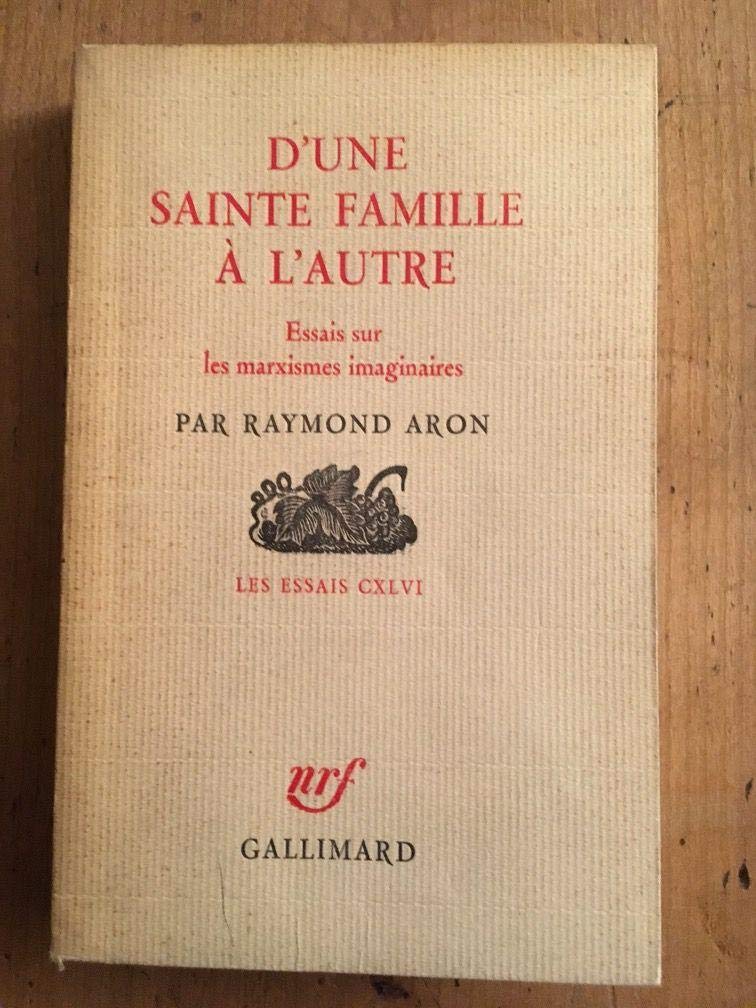 D'UNE
SAINTE FAMILLE
À L'AUTRE
Essais sur
les marxismes imaginaires
PAR RAYMOND ARON
LES ESSAIS CXLVI
nrf
GALLIMARD